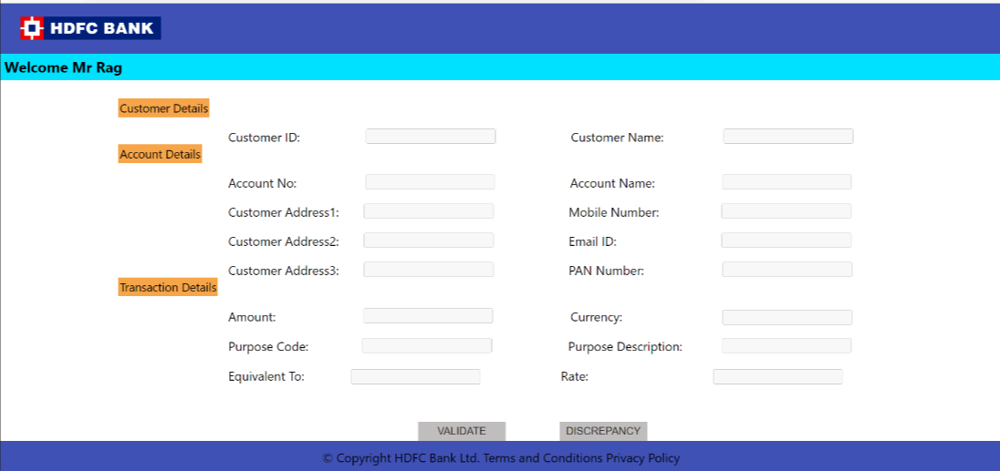 HDFC BANK
Welcome Mr Rag
Customer Details
Customer ID: Customer Name:
Account Details
Account No: Account Name:
Customer Address1: Mobile Number:
Customer Address2: Email ID:
Customer Address3: PAN Number:
Transaction Details
Amount: Currency:
Purpose Code: Purpose Description:
Equivalent To: Rate:
VALIDATE DISCREPANCY
© Copyright HDFC Bank Ltd. Terms and Conditions Privacy Policy